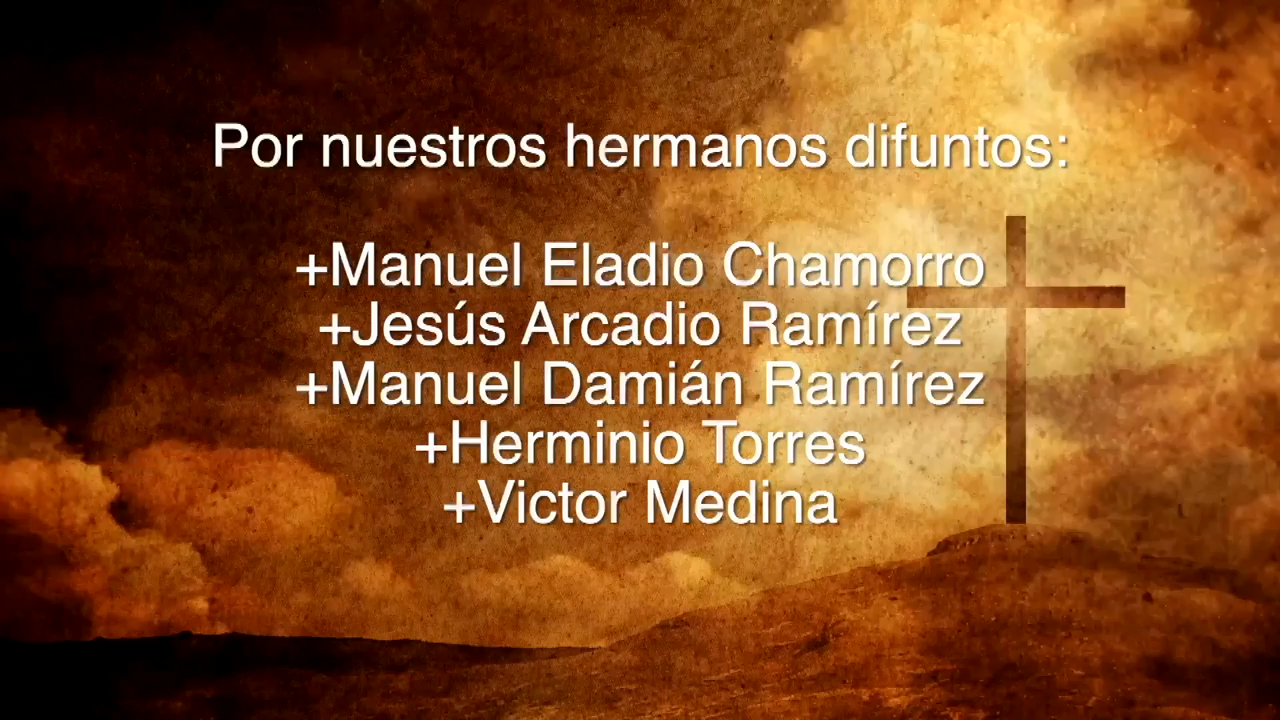 Por nuestros hermanos difuntos:
+Manuel Eladio Chamorro
+Jesús Arcadio Ramírez
+Manuel Damián Ramírez
+Herminio Torres
+Victor Medina